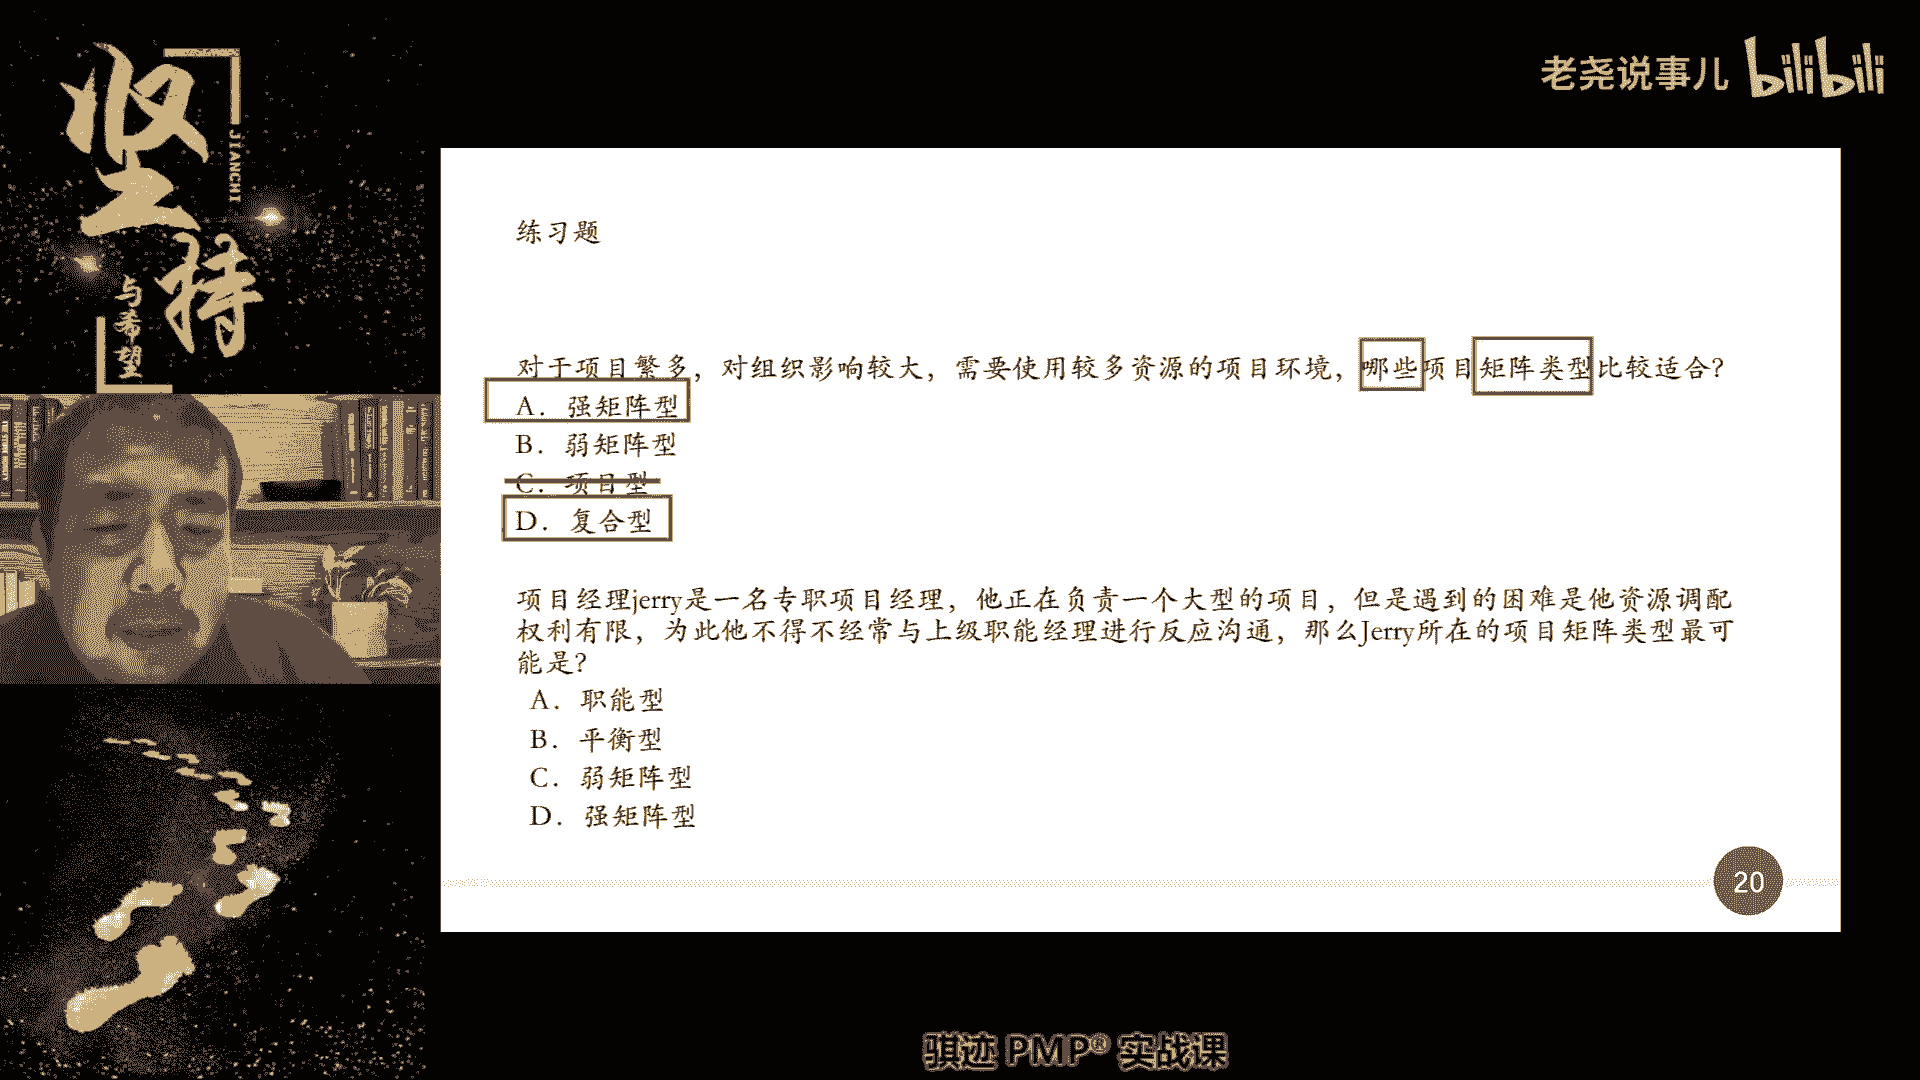 坚持
JIANCHI
与希望
老尧说事儿 bilibili
练习题
对于项目繁多，对组织影响较大，需要使用较多资源的项目环境，哪些项目矩阵类型比较适合？
A．强矩阵型
B．弱矩阵型
C．项目型
D．复合型
项目经理jerry是一名专职项目经理，他正在负责一个大型的项目，但是遇到的困难是他资源调配
权利有限，为此他不得不经常与上级职能经理进行反应沟通，那么Jerry所在的项目矩阵类型最可
能是？
A．职能型
B．平衡型
C．弱矩阵型
D．强矩阵型
20
骐迹 PMP® 实战课